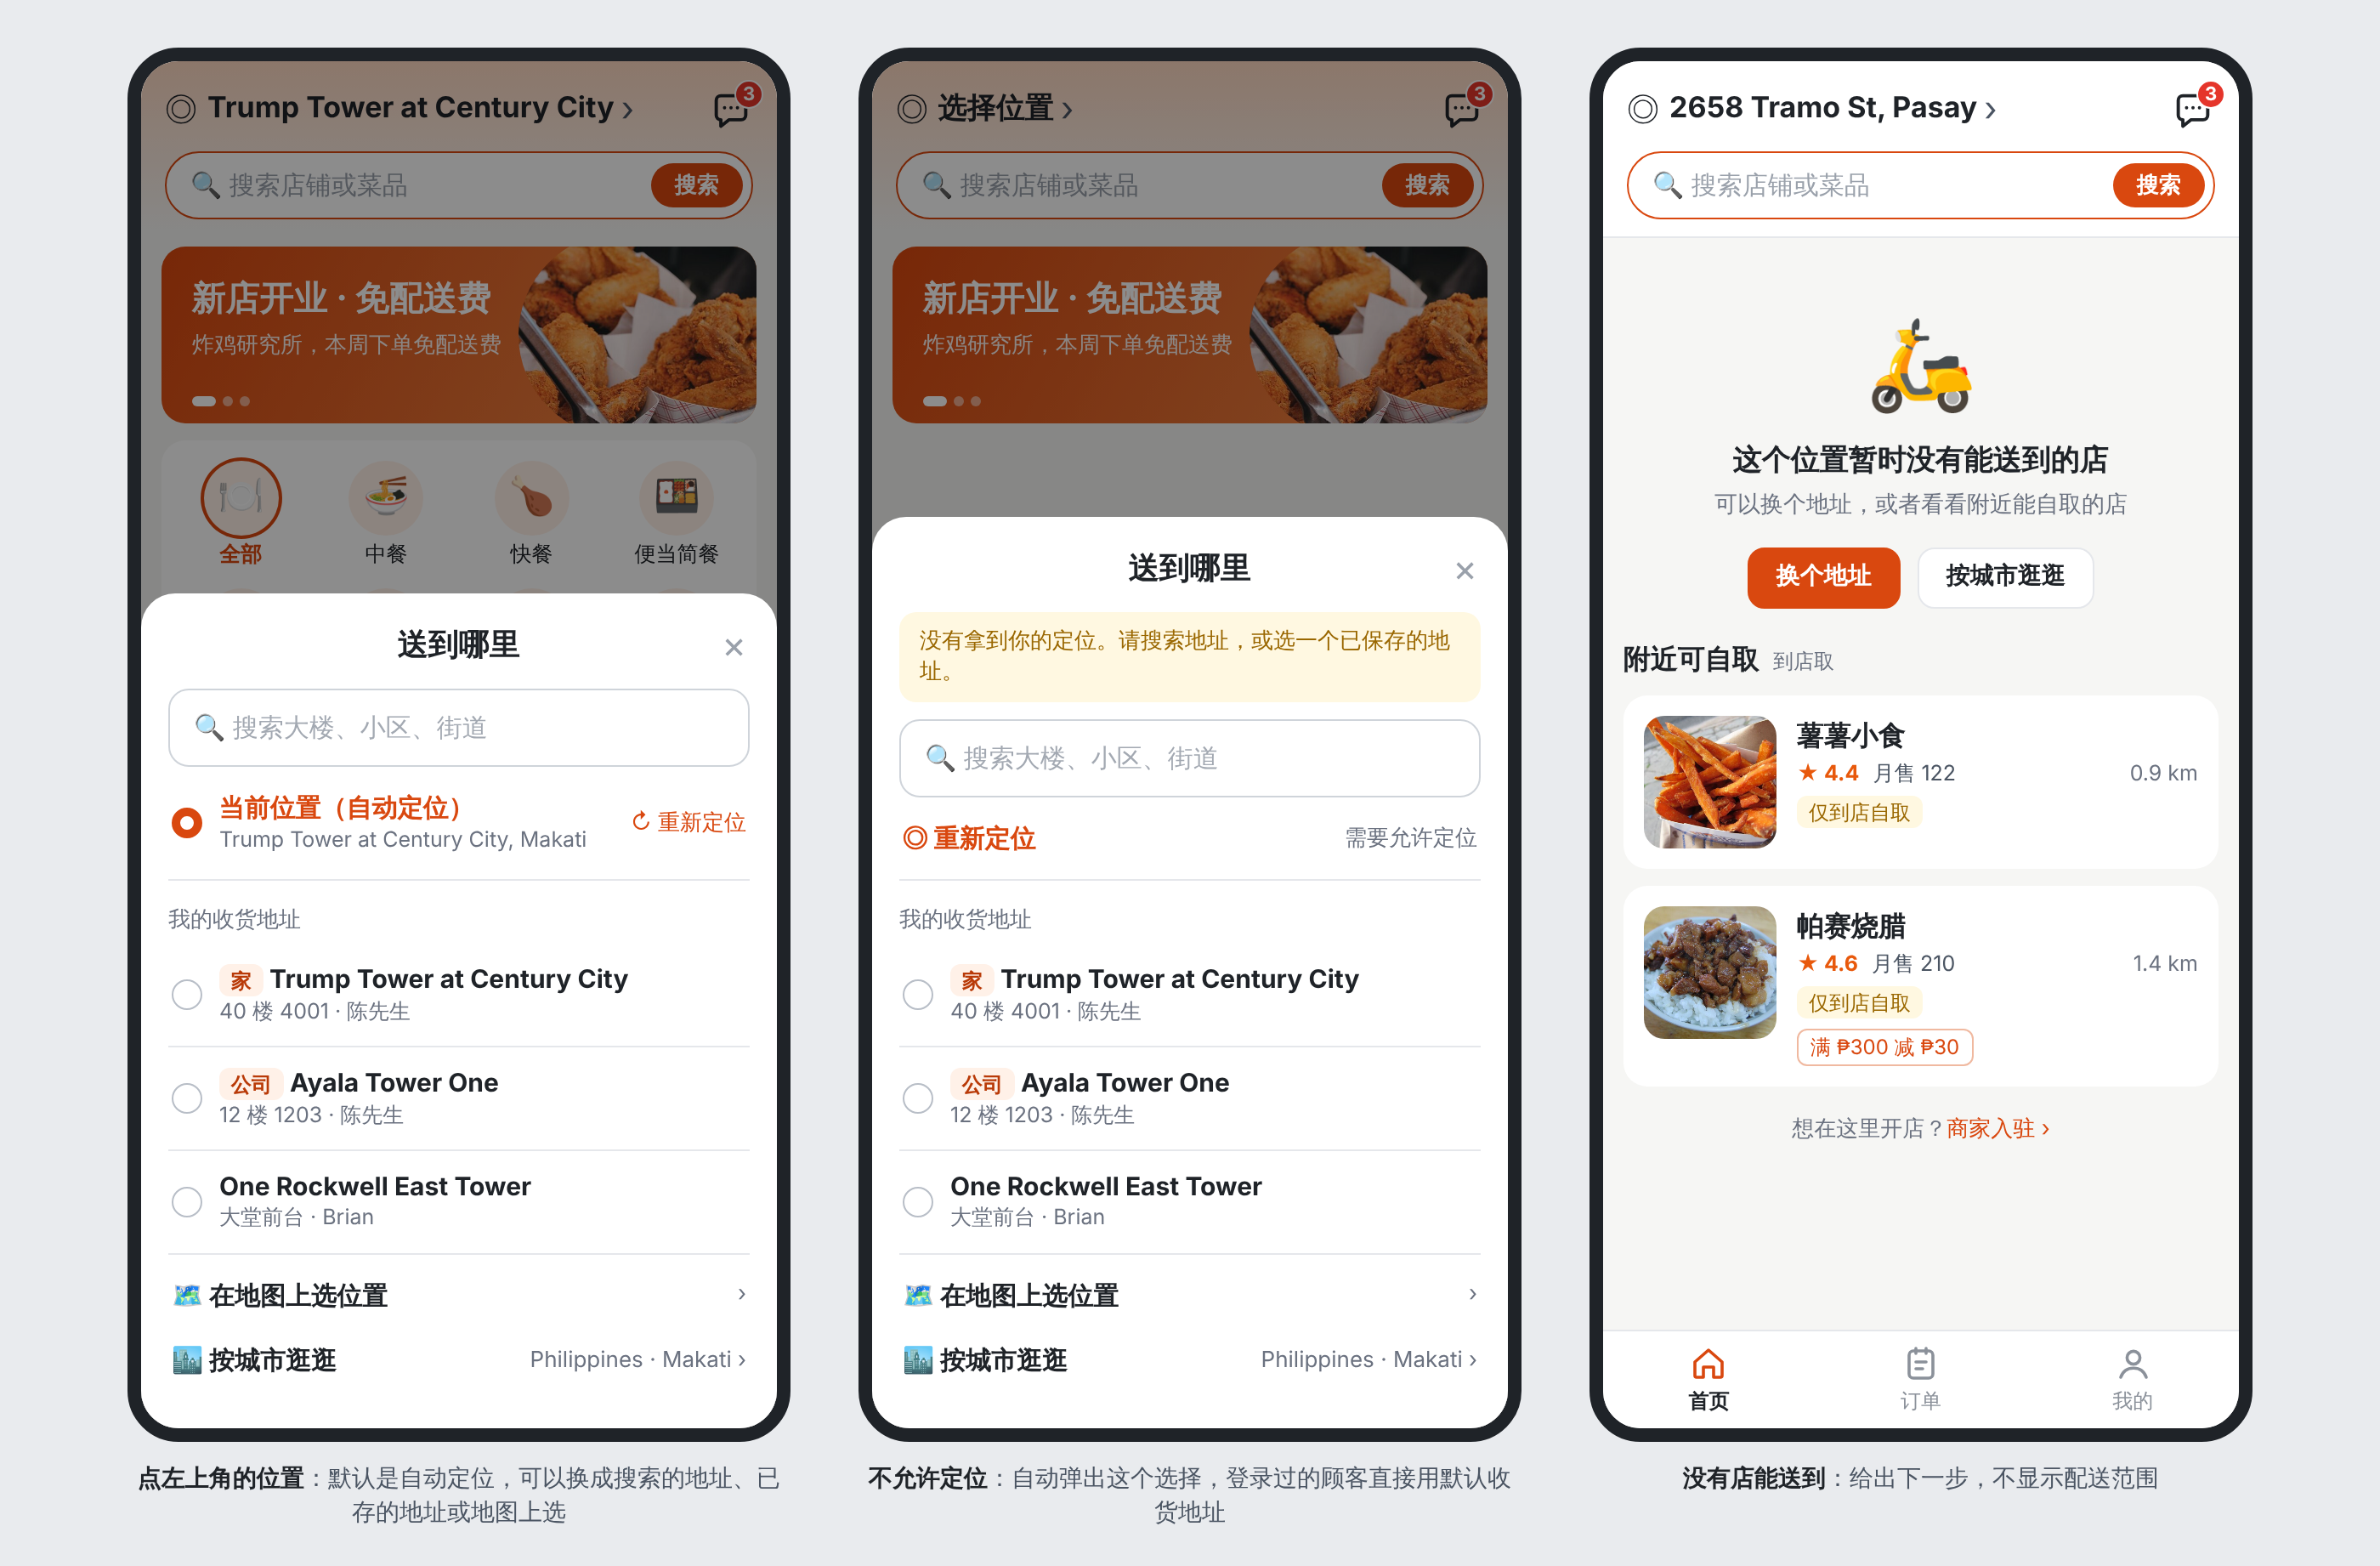 Trump Tower at Century City ›
3
搜索店铺或菜品
搜索
新店开业 · 免配送费
炸鸡研究所，本周下单免配送费
全部
中餐
快餐
便当简餐
送到哪里
×
搜索大楼、小区、街道
当前位置（自动定位）
Trump Tower at Century City, Makati
↻ 重新定位
我的收货地址
家 Trump Tower at Century City
40 楼 4001 · 陈先生
公司 Ayala Tower One
12 楼 1203 · 陈先生
One Rockwell East Tower
大堂前台 · Brian
在地图上选位置 ›
按城市逛逛 Philippines · Makati ›
点左上角的位置：默认是自动定位，可以换成搜索的地址、已
存的地址或地图上选
选择位置 ›
3
搜索店铺或菜品
搜索
新店开业 · 免配送费
炸鸡研究所，本周下单免配送费
送到哪里
×
没有拿到你的定位。请搜索地址，或选一个已保存的地
址。
搜索大楼、小区、街道
◎ 重新定位 需要允许定位
我的收货地址
家 Trump Tower at Century City
40 楼 4001 · 陈先生
公司 Ayala Tower One
12 楼 1203 · 陈先生
One Rockwell East Tower
大堂前台 · Brian
在地图上选位置 ›
按城市逛逛 Philippines · Makati ›
不允许定位：自动弹出这个选择，登录过的顾客直接用默认收
货地址
2658 Tramo St, Pasay ›
3
搜索店铺或菜品
搜索
这个位置暂时没有能送到的店
可以换个地址，或者看看附近能自取的店
换个地址
按城市逛逛
附近可自取 到店取
薯薯小食
★ 4.4 月售 122 0.9 km
仅到店自取
帕赛烧腊
★ 4.6 月售 210 1.4 km
仅到店自取
满 ₱300 减 ₱30
想在这里开店？商家入驻 ›
首页
订单
我的
没有店能送到：给出下一步，不显示配送范围